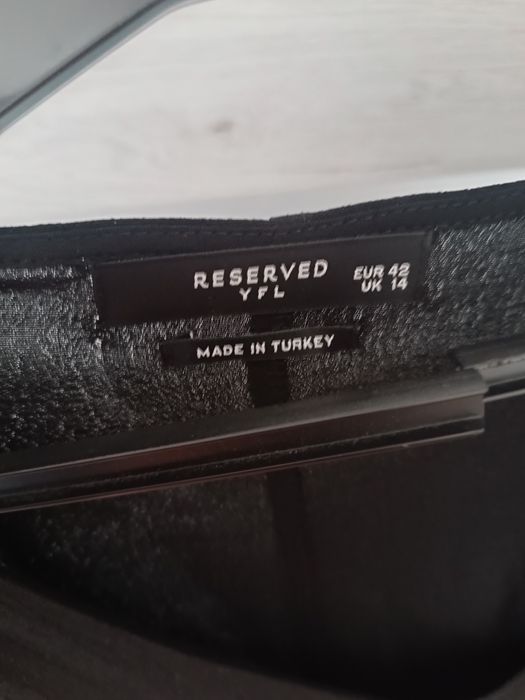 RESERVED
YFL
EUR 42
UK 14
MADE IN TURKEY